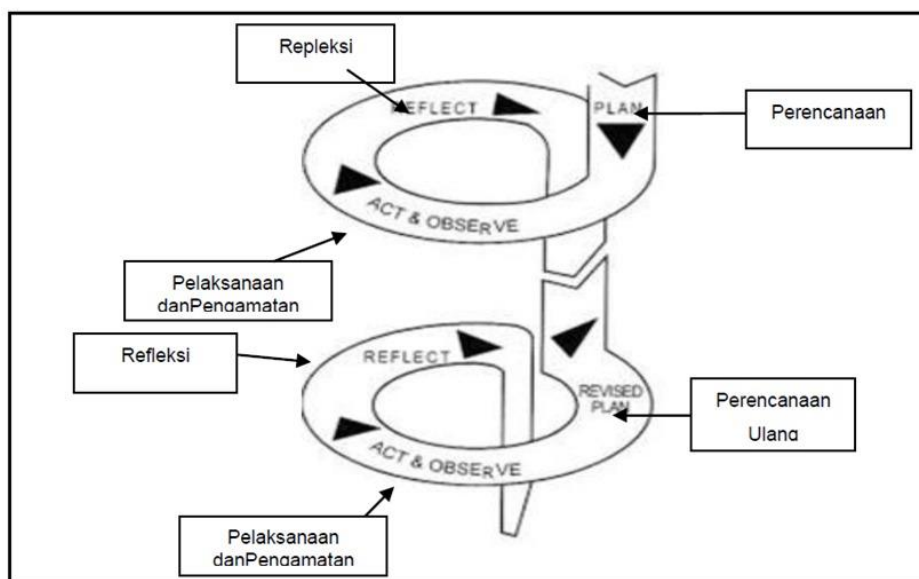 Repleksi
REFLECT
PLAN
Perencanaan
ACT & OBSERVE
Pelaksanaan
danPengamatan
Refleksi
REFLECT
REVISED
PLAN
Perencanaan
Ulang
ACT & OBSERVE
Pelaksanaan
danPengamatan